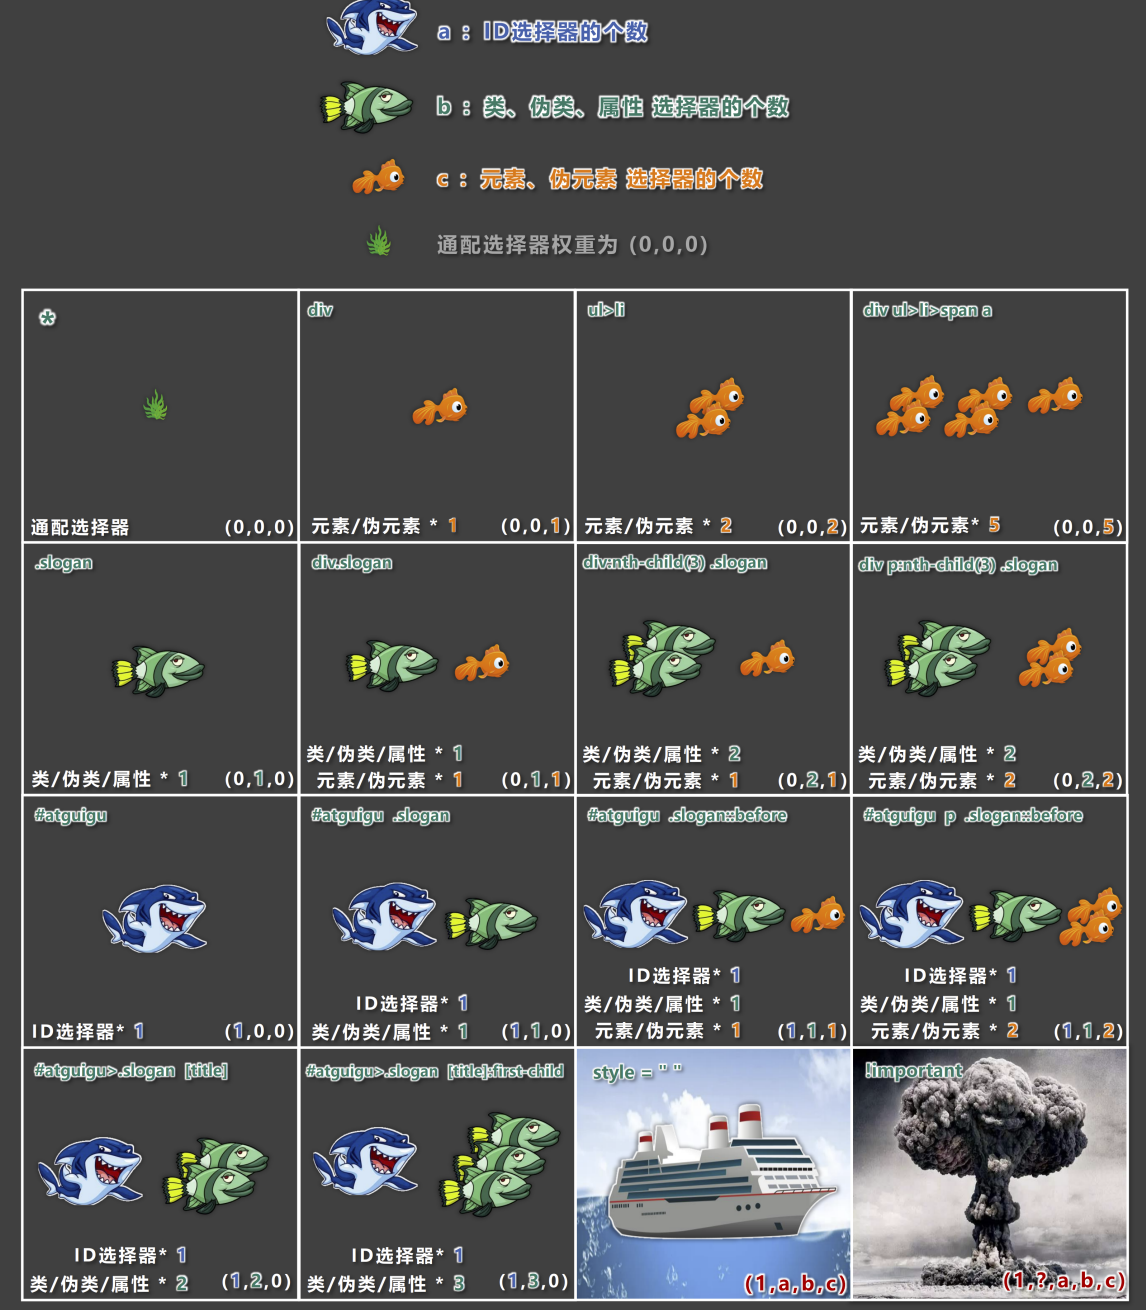 a : ID选择器的个数
b : 类、伪类、属性 选择器的个数
c : 元素、伪元素 选择器的个数
通配选择器权重为 (0,0,0)
*
通配选择器 (0,0,0)
div
元素/伪元素 * 1 (0,0,1)
ul>li
元素/伪元素 * 2 (0,0,2)
div ul>li>span a
元素/伪元素* 5 (0,0,5)
.slogan
类/伪类/属性 * 1 (0,1,0)
div.slogan
类/伪类/属性 * 1
元素/伪元素 * 1 (0,1,1)
div:nth-child(3) .slogan
类/伪类/属性 * 2
元素/伪元素 * 1 (0,2,1)
div p:nth-child(3) .slogan
类/伪类/属性 * 2
元素/伪元素 * 2 (0,2,2)
#atguigu
ID选择器* 1 (1,0,0)
#atguigu .slogan
ID选择器* 1
类/伪类/属性 * 1 (1,1,0)
#atguigu .slogan::before
ID选择器* 1
类/伪类/属性 * 1
元素/伪元素 * 1 (1,1,1)
#atguigu p .slogan::before
ID选择器* 1
类/伪类/属性 * 1
元素/伪元素 * 2 (1,1,2)
#atguigu>.slogan [title]
ID选择器* 1
类/伪类/属性 * 2 (1,2,0)
#atguigu>.slogan [title]:first-child
ID选择器* 1
类/伪类/属性 * 3 (1,3,0)
style = " "
(1,a,b,c)
!important
(1,?,a,b,c)